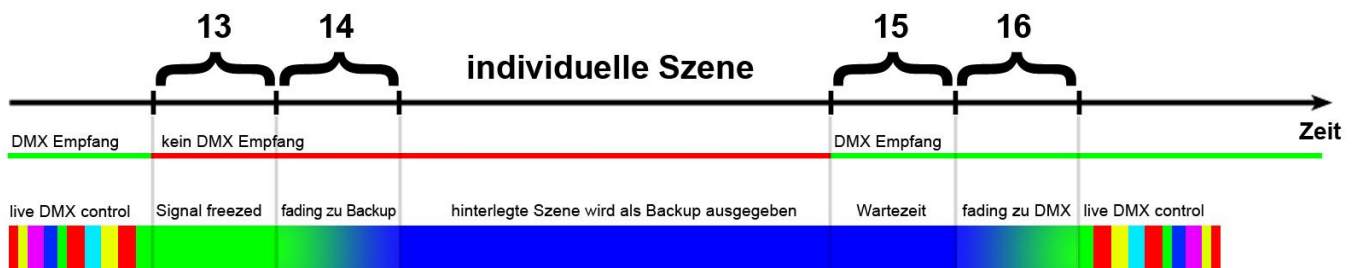 13 14 15 16
individuelle Szene
Zeit
DMX Empfang kein DMX Empfang DMX Empfang
live DMX control Signal freezed fading zu Backup hinterlegte Szene wird als Backup ausgegeben Wartezeit fading zu DMX live DMX control